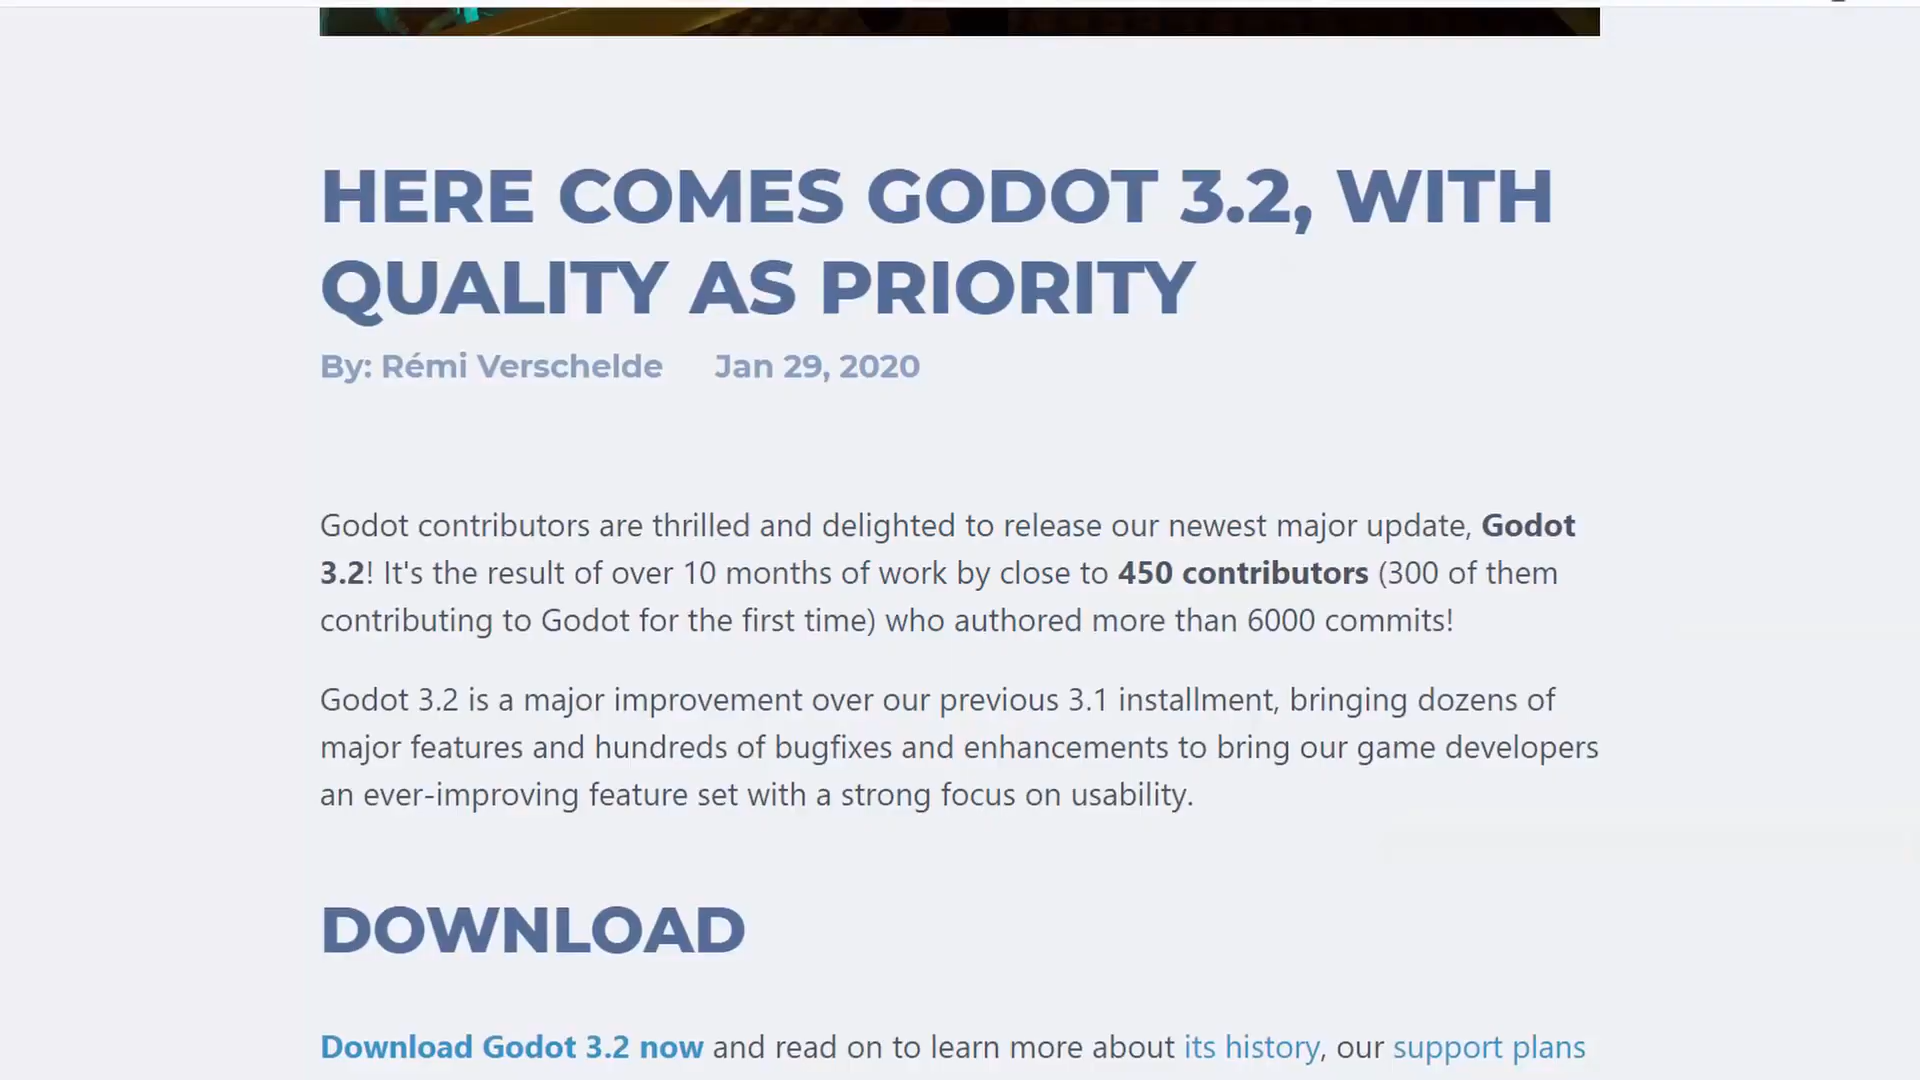 HERE COMES GODOT 3.2, WITH
QUALITY AS PRIORITY
By: Rémi Verschelde Jan 29, 2020
Godot contributors are thrilled and delighted to release our newest major update, Godot
3.2! It's the result of over 10 months of work by close to 450 contributors (300 of them
contributing to Godot for the first time) who authored more than 6000 commits!
Godot 3.2 is a major improvement over our previous 3.1 installment, bringing dozens of
major features and hundreds of bugfixes and enhancements to bring our game developers
an ever-improving feature set with a strong focus on usability.
DOWNLOAD
Download Godot 3.2 now and read on to learn more about its history, our support plans